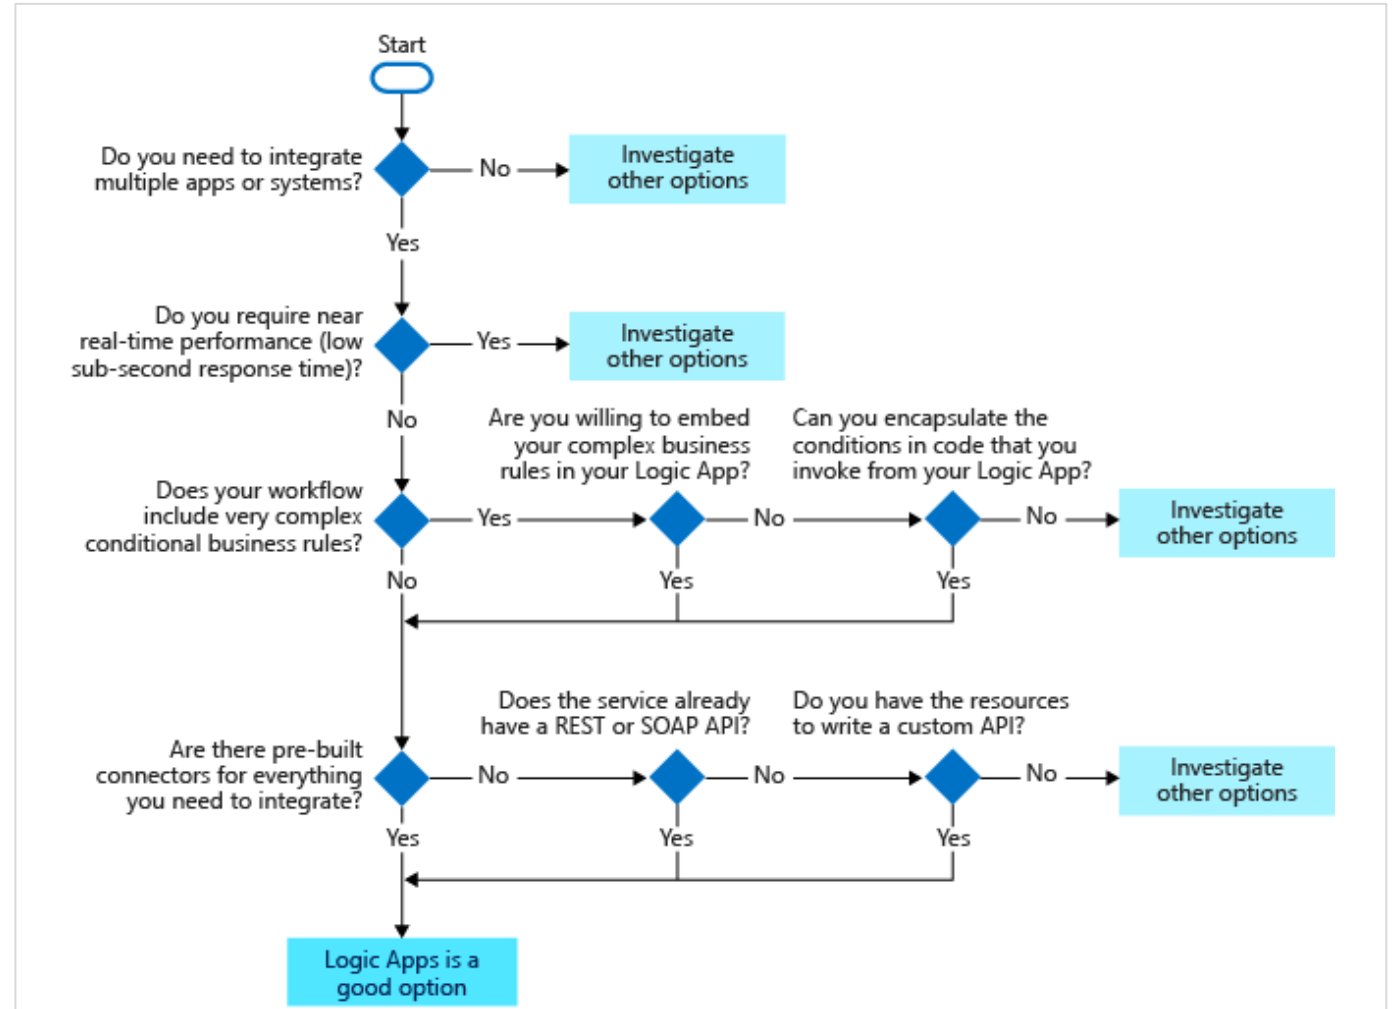 Start
Do you need to integrate
multiple apps or systems?
No
Investigate
other options
Yes
Do you require near
real-time performance (low
sub-second response time)?
Yes
Investigate
other options
No
Are you willing to embed
your complex business
rules in your Logic App?
Can you encapsulate the
conditions in code that you
invoke from your Logic App?
Does your workflow
include very complex
conditional business rules?
Yes
No
No
Investigate
other options
No
Yes
Yes
Does the service already
have a REST or SOAP API?
Do you have the resources
to write a custom API?
Are there pre-built
connectors for everything
you need to integrate?
No
No
No
Investigate
other options
Yes
Yes
Yes
Logic Apps is a
good option